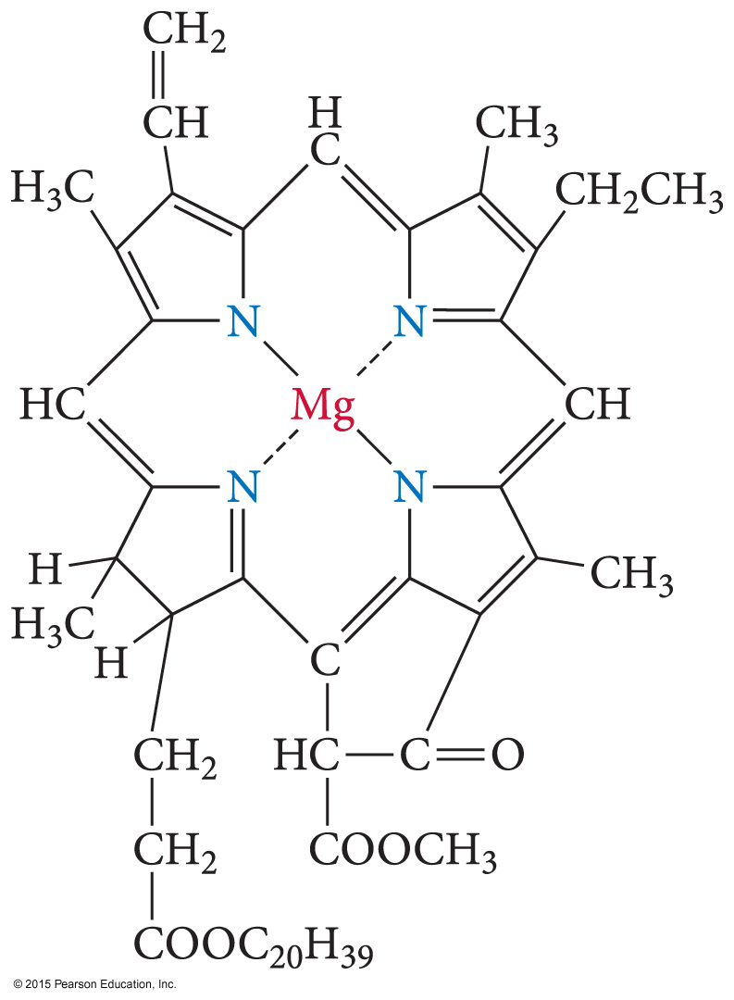 CH₂
CH
H
C
CH₃
H₃C
CH₂CH₃
N
N
HC
Mg
CH
N
N
H
CH₃
H₃C
H
C
CH₂
HC
C
O
CH₂
COOCH₃
COOC₂₀H₃₉
© 2015 Pearson Education, Inc.